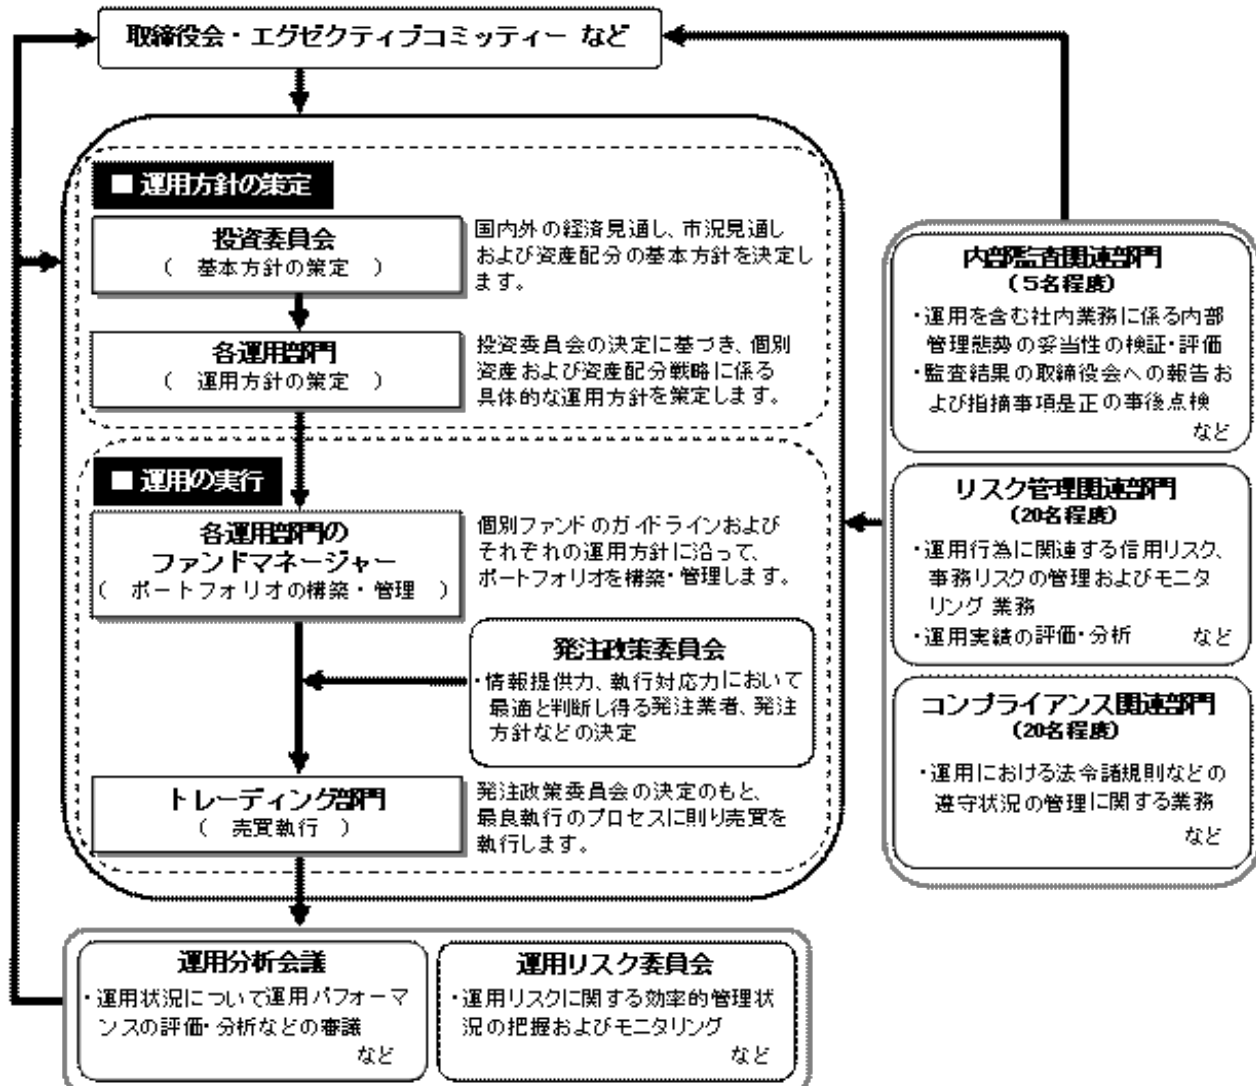 取締役会・エグゼクティブコミッティー など
■ 運用方針の策定
投資委員会
( 基本方針の策定 )
国内外の経済見通し、市況見通し
および資産配分の基本方針を決定し
ます。
各運用部門
( 運用方針の策定 )
投資委員会の決定に基づき、個別
資産および資産配分戦略に係る
具体的な運用方針を策定します。
■ 運用の実行
各運用部門の
ファンドマネージャー
( ポートフォリオの構築・管理 )
個別ファンドのガイドラインおよび
それぞれの運用方針に沿って、
ポートフォリオを構築・管理します。
発注政策委員会
・情報提供力、執行対応力において
最適と判断し得る発注業者、発注
方針などの決定
トレーディング部門
( 売買執行 )
発注政策委員会の決定のもと、
最良執行のプロセスに則り売買を
執行します。
運用分析会議
・運用状況について運用パフォーマ
ンスの評価・分析などの審議
など
運用リスク委員会
・運用リスクに関する効率的管理状
況の把握およびモニタリング
など
内部監査関連部門
(5名程度)
・運用を含む社内業務に係る内部
管理態勢の妥当性の検証・評価
・監査結果の取締役会への報告お
よび指摘事項是正の事後点検
など
リスク管理関連部門
(20名程度)
・運用行為に関連する信用リスク、
事務リスクの管理およびモニタ
リング 業務
・運用実績の評価・分析 など
コンプライアンス関連部門
(20名程度)
・運用における法令諸規則などの
遵守状況の管理に関する業務
など